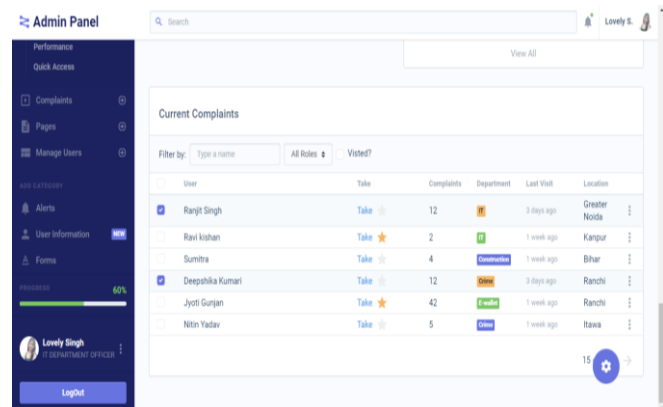 Admin Panel
Search
Lovely S.
Performance
Quick Access
Complaints
Pages
Manage Users
ADD CATEGORY
Alerts
User Information NEW
Forms
PROGRESS 60%
Lovely Singh
IT DEPARTMENT OFFICER
LogOut
View All
Current Complaints
Filter by: Type a name All Roles Visted?
User Take Complaints Department Last Visit Location
Ranjit Singh Take 12 IT 3 days ago Greater Noida
Ravi kishan Take 2 IT 1 week ago Kanpur
Sumitra Take 4 Construction 1 week ago Bihar
Deepshika Kumari Take 12 Crime 3 days ago Ranchi
Jyoti Gunjan Take 42 E-wallet 1 week ago Ranchi
Nitin Yadav Take 5 Crime 1 week ago Itawa
15